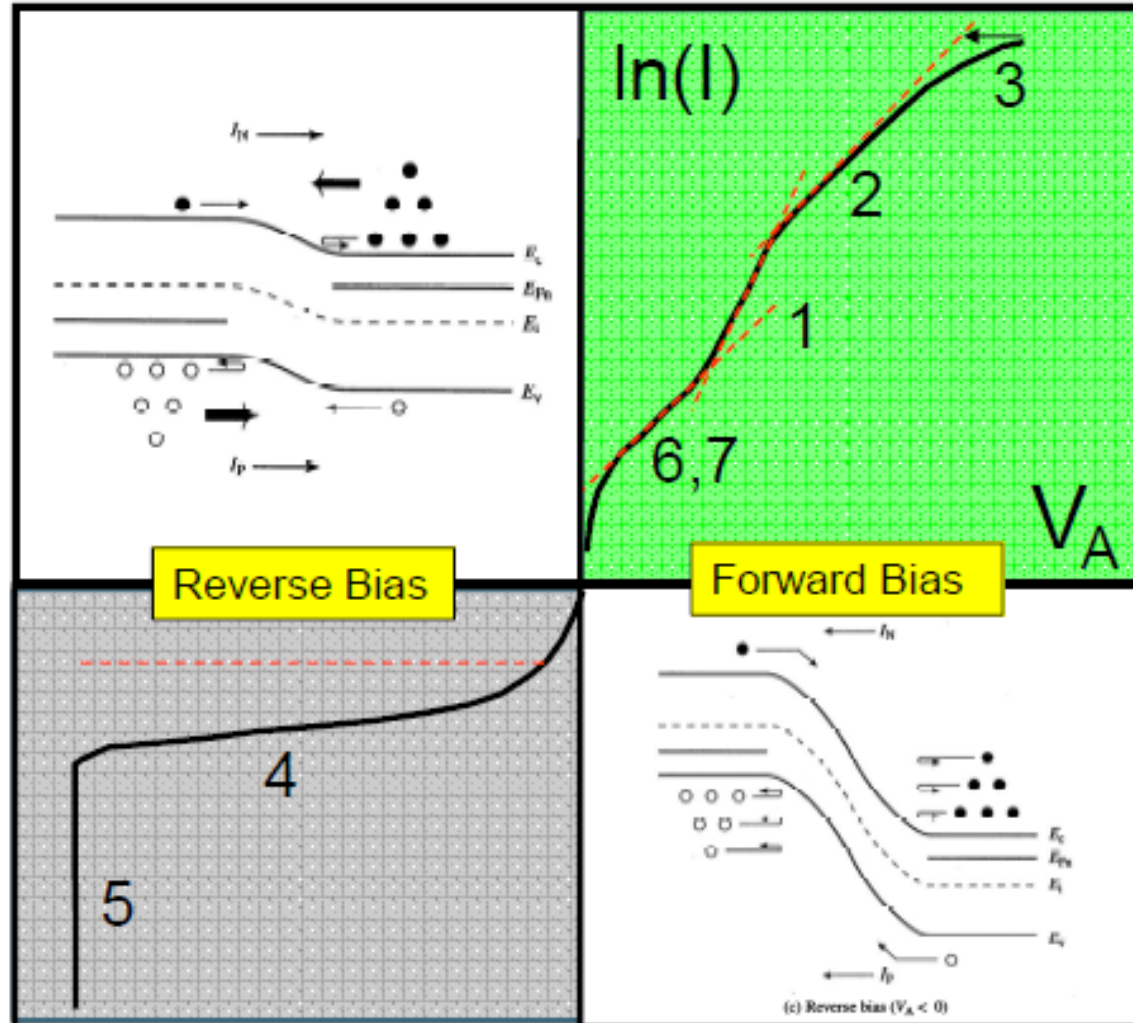 I_N
E_c
E_Fn
E_i
E_v
I_P
ln(I)
3
2
1
6,7
V_A
Reverse Bias
Forward Bias
4
5
I_N
E_c
E_Fn
E_i
E_v
I_P
(c) Reverse bias (V_A < 0)